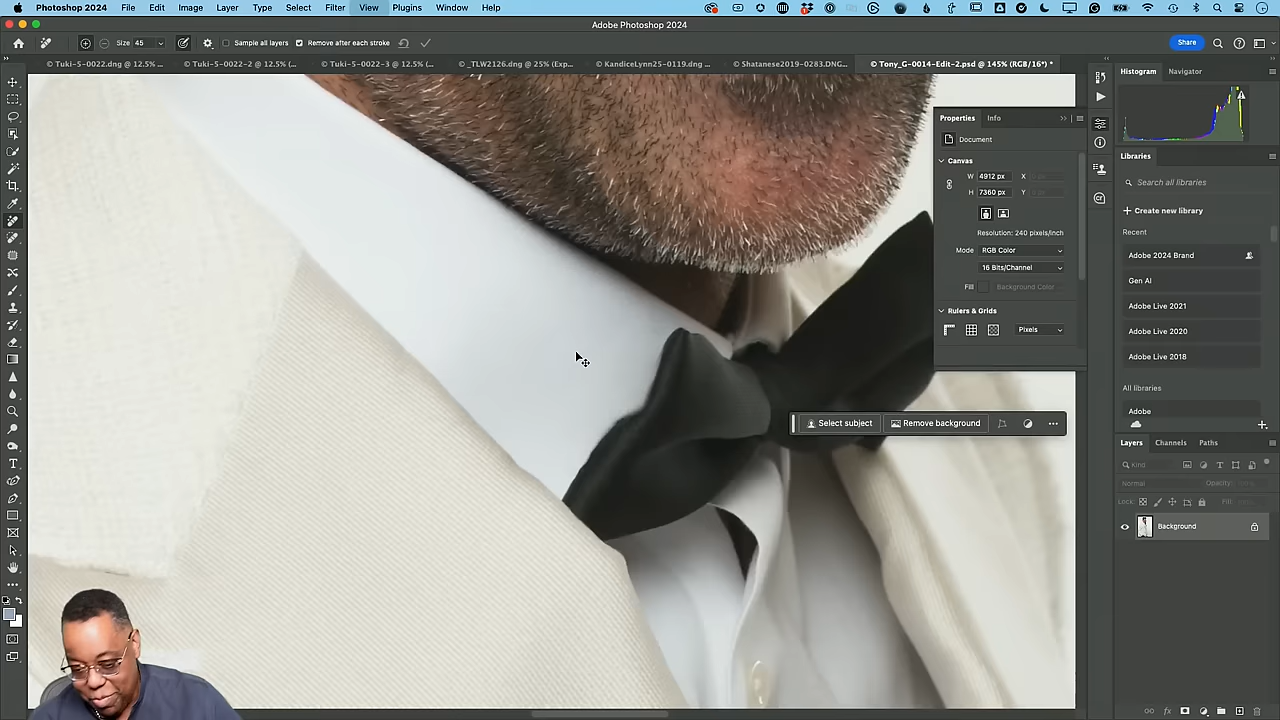 Photoshop 2024 File Edit Image Layer Type Select Filter View Plugins Window Help
Adobe Photoshop 2024
Size 45 Sample all layers Remove after each stroke Share
Tuki-5-0022.dng @ 12.5% ... Tuki-5-0022-2 @ 12.5% (... Tuki-5-0022-3 @ 12.5% (... _TLW2126.dng @ 25% (Exp... KandiceLynn25-0119.dng ... Shatanese2019-0283.DNG... Tony_G-0014-Edit-2.psd @ 145% (RGB/16*) *
Histogram Navigator
Properties Info
Document
Canvas
W 4912 px X
H 7360 px Y
Resolution: 240 pixels/inch
Mode RGB Color
16 Bits/Channel
Fill Background Color
Rulers & Grids
Pixels
Libraries
Search all libraries
Create new library
Recent
Adobe 2024 Brand
Gen AI
Adobe Live 2021
Adobe Live 2020
Adobe Live 2018
All libraries
Adobe
Select subject Remove background
Layers Channels Paths
Kind
Normal Opacity:
Lock: Fill:
Background